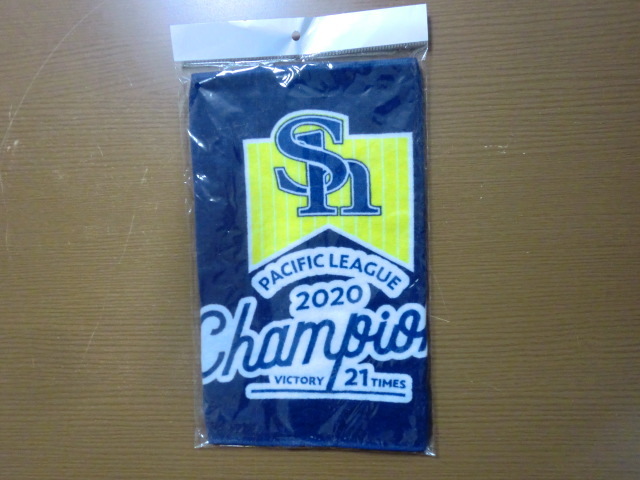 Sh
PACIFIC LEAGUE
2020
Champion
VICTORY 21 TIMES